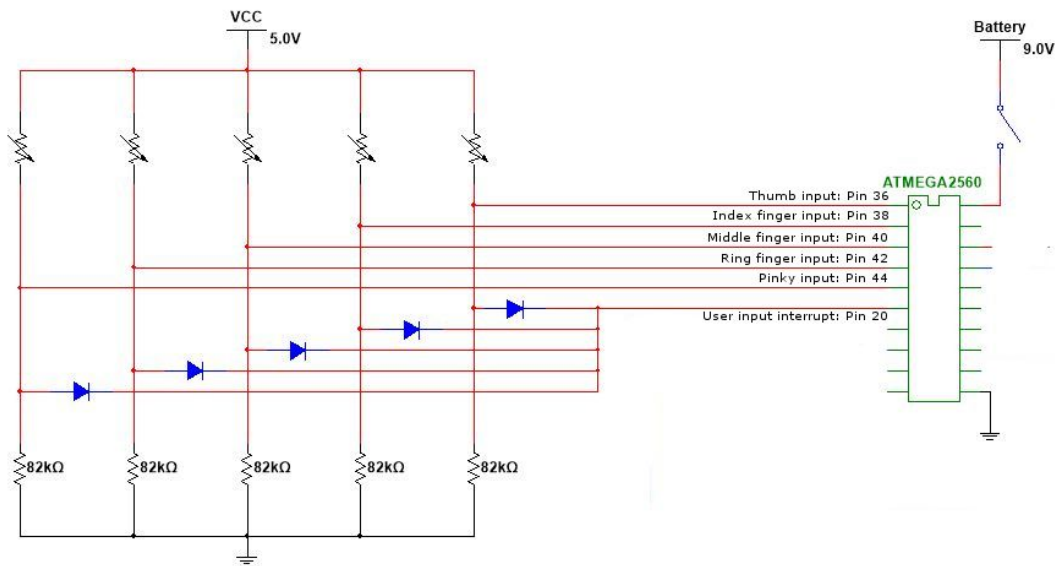 VCC
5.0V
Battery
9.0V
ATMEGA2560
Thumb input: Pin 36
Index finger input: Pin 38
Middle finger input: Pin 40
Ring finger input: Pin 42
Pinky input: Pin 44
User input interrupt: Pin 20
82kΩ 82kΩ 82kΩ 82kΩ 82kΩ